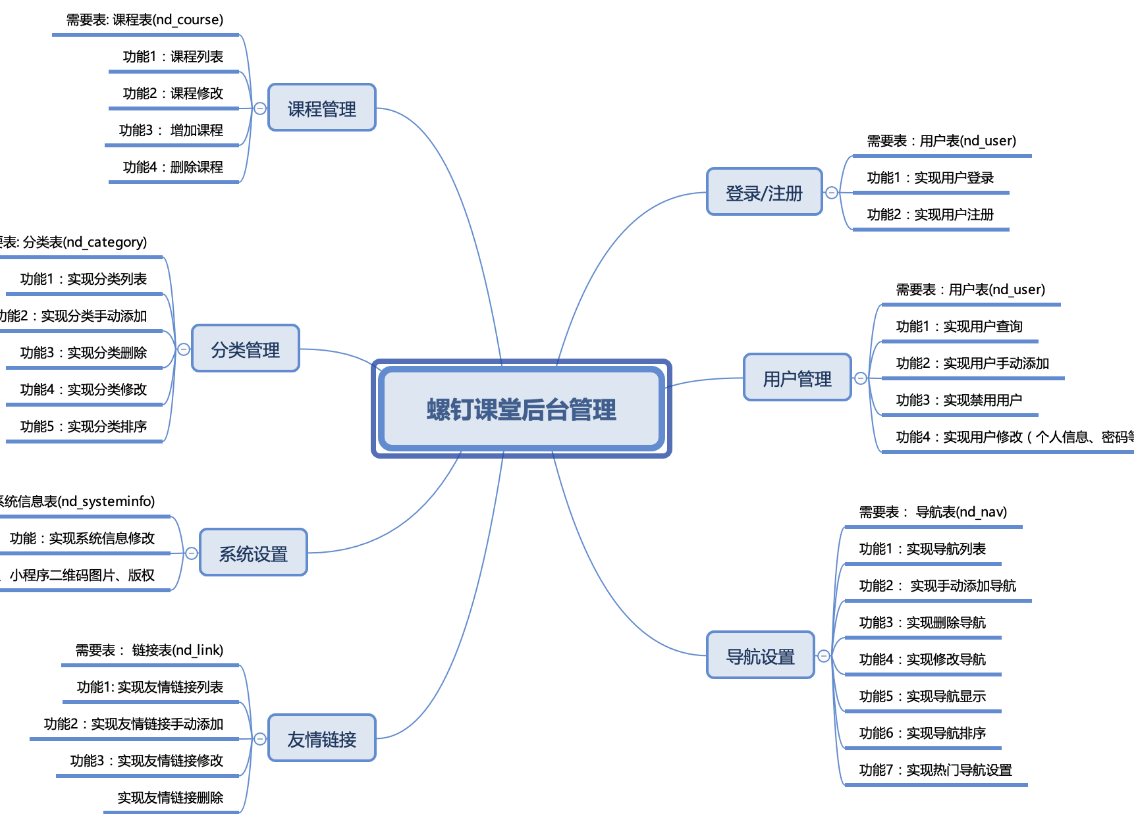 需要表: 课程表(nd_course)
功能1：课程列表
功能2：课程修改
功能3： 增加课程
功能4：删除课程
课程管理
表: 分类表(nd_category)
功能1：实现分类列表
功能2：实现分类手动添加
功能3：实现分类删除
功能4：实现分类修改
功能5：实现分类排序
分类管理
系统信息表(nd_systeminfo)
功能：实现系统信息修改
、小程序二维码图片、版权
系统设置
需要表： 链接表(nd_link)
功能1: 实现友情链接列表
功能2：实现友情链接手动添加
功能3：实现友情链接修改
实现友情链接删除
友情链接
螺钉课堂后台管理
登录/注册
需要表：用户表(nd_user)
功能1：实现用户登录
功能2：实现用户注册
用户管理
需要表：用户表(nd_user)
功能1：实现用户查询
功能2：实现用户手动添加
功能3：实现禁用用户
功能4：实现用户修改（个人信息、密码等
导航设置
需要表： 导航表(nd_nav)
功能1：实现导航列表
功能2： 实现手动添加导航
功能3：实现删除导航
功能4：实现修改导航
功能5：实现导航显示
功能6：实现导航排序
功能7：实现热门导航设置